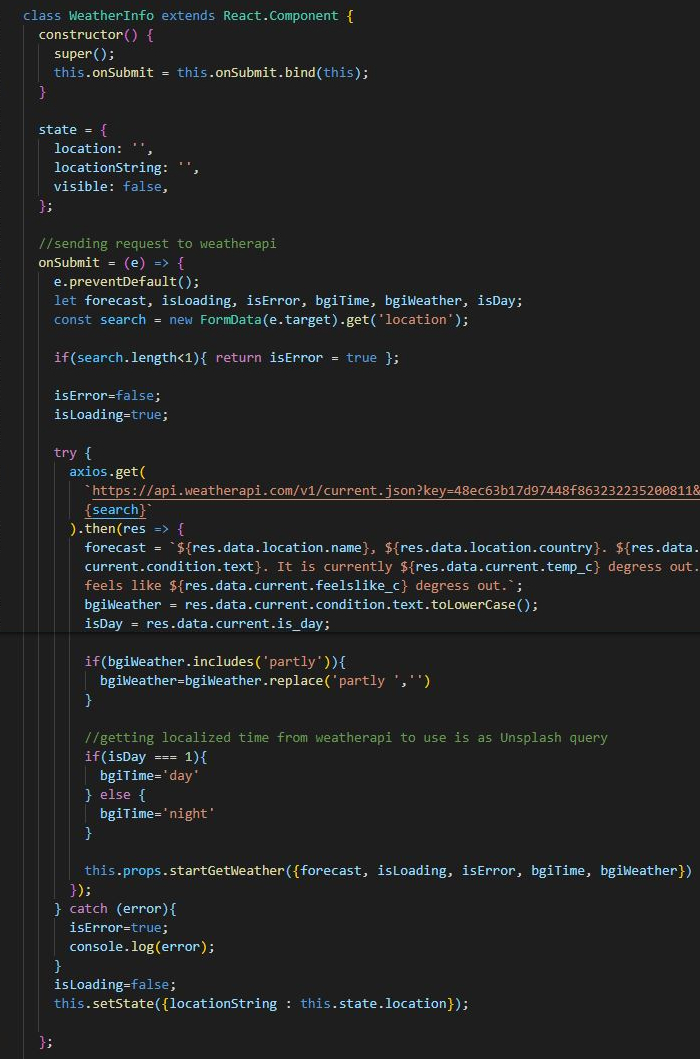 class WeatherInfo extends React.Component {
constructor() {
super();
this.onSubmit = this.onSubmit.bind(this);
}
state = {
location: '',
locationString: '',
visible: false,
};
//sending request to weatherapi
onSubmit = (e) => {
e.preventDefault();
let forecast, isLoading, isError, bgiTime, bgiWeather, isDay;
const search = new FormData(e.target).get('location');
if(search.length<1){ return isError = true };
isError=false;
isLoading=true;
try {
axios.get(
`https://api.weatherapi.com/v1/current.json?key=48ec63b17d97448f863232235200811&
{search}`
).then(res => {
forecast = `${res.data.location.name}, ${res.data.location.country}. ${res.data.
current.condition.text}. It is currently ${res.data.current.temp_c} degress out.
feels like ${res.data.current.feelslike_c} degress out.`;
bgiWeather = res.data.current.condition.text.toLowerCase();
isDay = res.data.current.is_day;
if(bgiWeather.includes('partly')){
bgiWeather=bgiWeather.replace('partly ','')
}
//getting localized time from weatherapi to use is as Unsplash query
if(isDay === 1){
bgiTime='day'
} else {
bgiTime='night'
}
this.props.startGetWeather({forecast, isLoading, isError, bgiTime, bgiWeather})
});
} catch (error){
isError=true;
console.log(error);
}
isLoading=false;
this.setState({locationString : this.state.location});
};